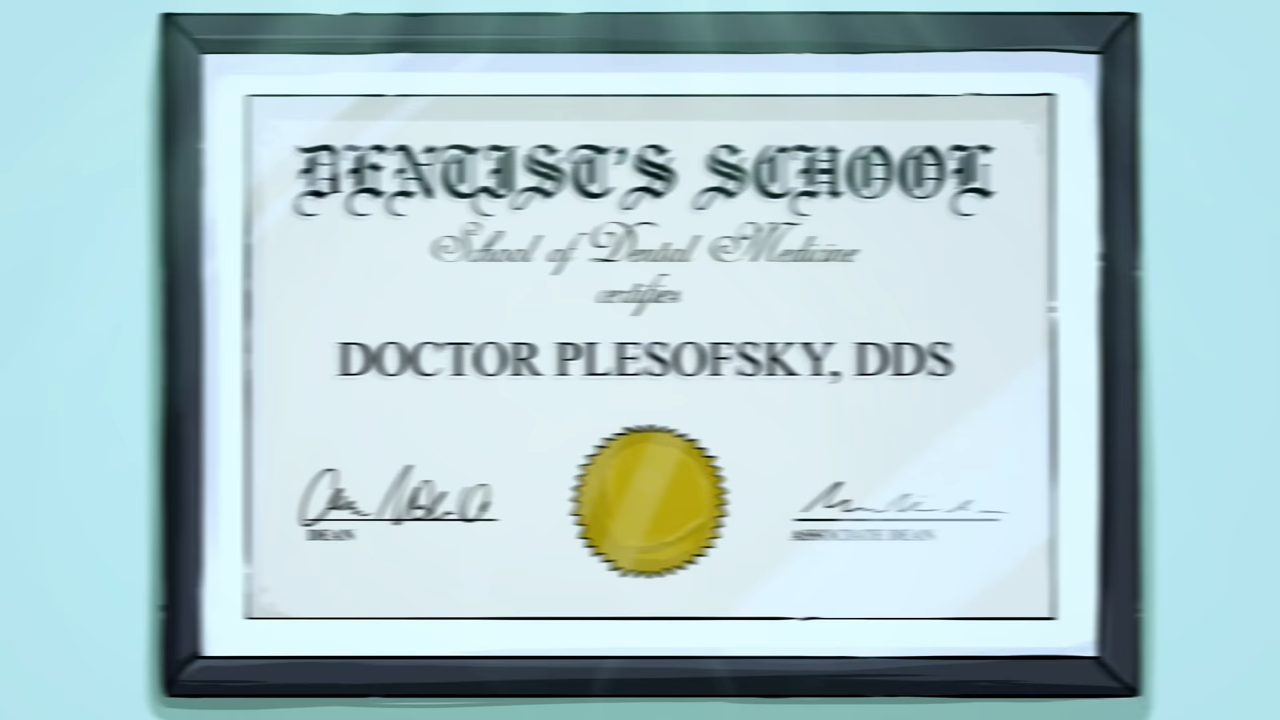 DENTIST'S SCHOOL
School of Dental Medicine
certifies
DOCTOR PLESOFSKY, DDS
DEAN
ASSOCIATE DEAN